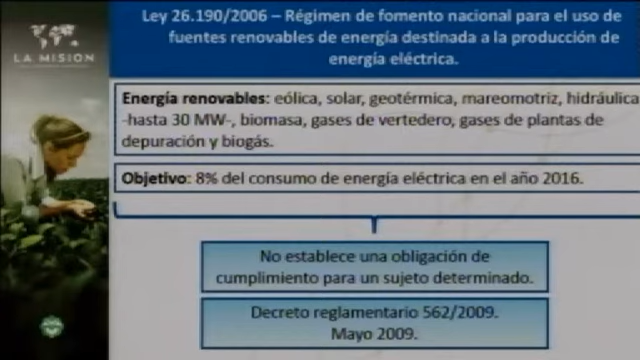 LA MISION
Ley 26.190/2006 – Régimen de fomento nacional para el uso de
fuentes renovables de energía destinada a la producción de
energía eléctrica.
Energía renovables: eólica, solar, geotérmica, mareomotriz, hidráulica
-hasta 30 MW-, biomasa, gases de vertedero, gases de plantas de
depuración y biogás.
Objetivo: 8% del consumo de energía eléctrica en el año 2016.
No establece una obligación de
cumplimiento para un sujeto determinado.
Decreto reglamentario 562/2009.
Mayo 2009.